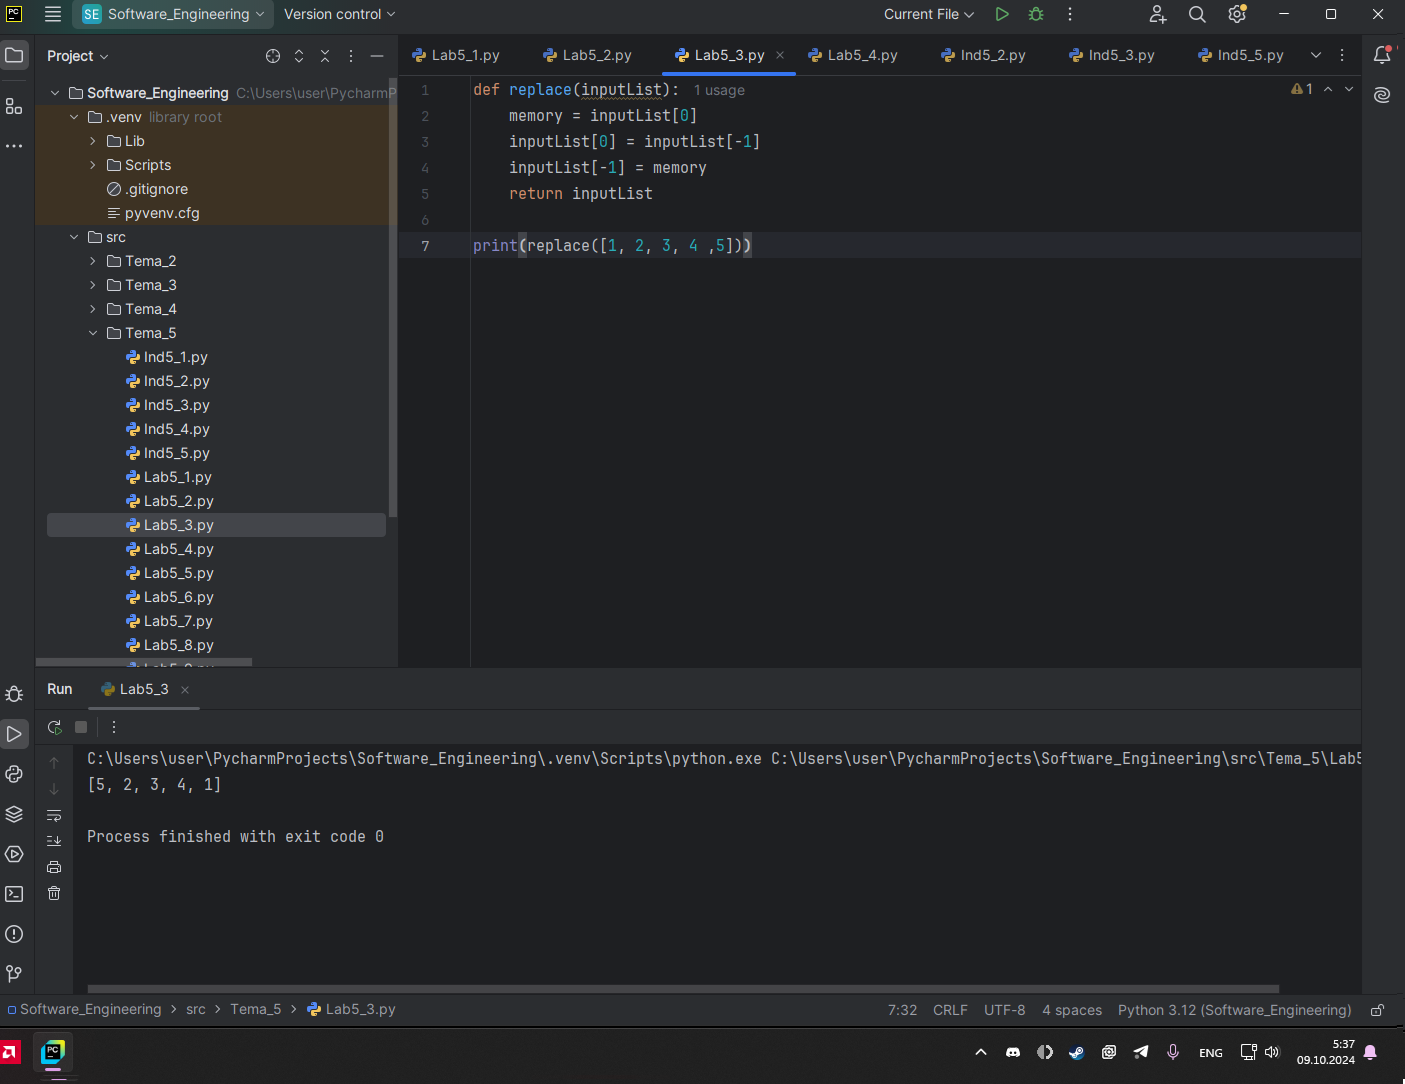 PC SE Software_Engineering Version control Current File
Project
Lab5_1.py Lab5_2.py Lab5_3.py Lab5_4.py Ind5_2.py Ind5_3.py Ind5_5.py
Software_Engineering C:\Users\user\PycharmP
.venv library root
Lib
Scripts
.gitignore
pyvenv.cfg
src
Tema_2
Tema_3
Tema_4
Tema_5
Ind5_1.py
Ind5_2.py
Ind5_3.py
Ind5_4.py
Ind5_5.py
Lab5_1.py
Lab5_2.py
Lab5_3.py
Lab5_4.py
Lab5_5.py
Lab5_6.py
Lab5_7.py
Lab5_8.py
1 def replace(inputList): 1 usage
1
2 memory = inputList[0]
3 inputList[0] = inputList[-1]
4 inputList[-1] = memory
5 return inputList
6
7 print(replace([1, 2, 3, 4 ,5]))
Run Lab5_3
C:\Users\user\PycharmProjects\Software_Engineering\.venv\Scripts\python.exe C:\Users\user\PycharmProjects\Software_Engineering\src\Tema_5\Lab5
[5, 2, 3, 4, 1]
Process finished with exit code 0
Software_Engineering > src > Tema_5 > Lab5_3.py
7:32 CRLF UTF-8 4 spaces Python 3.12 (Software_Engineering)
PC
ENG
5:37
09.10.2024